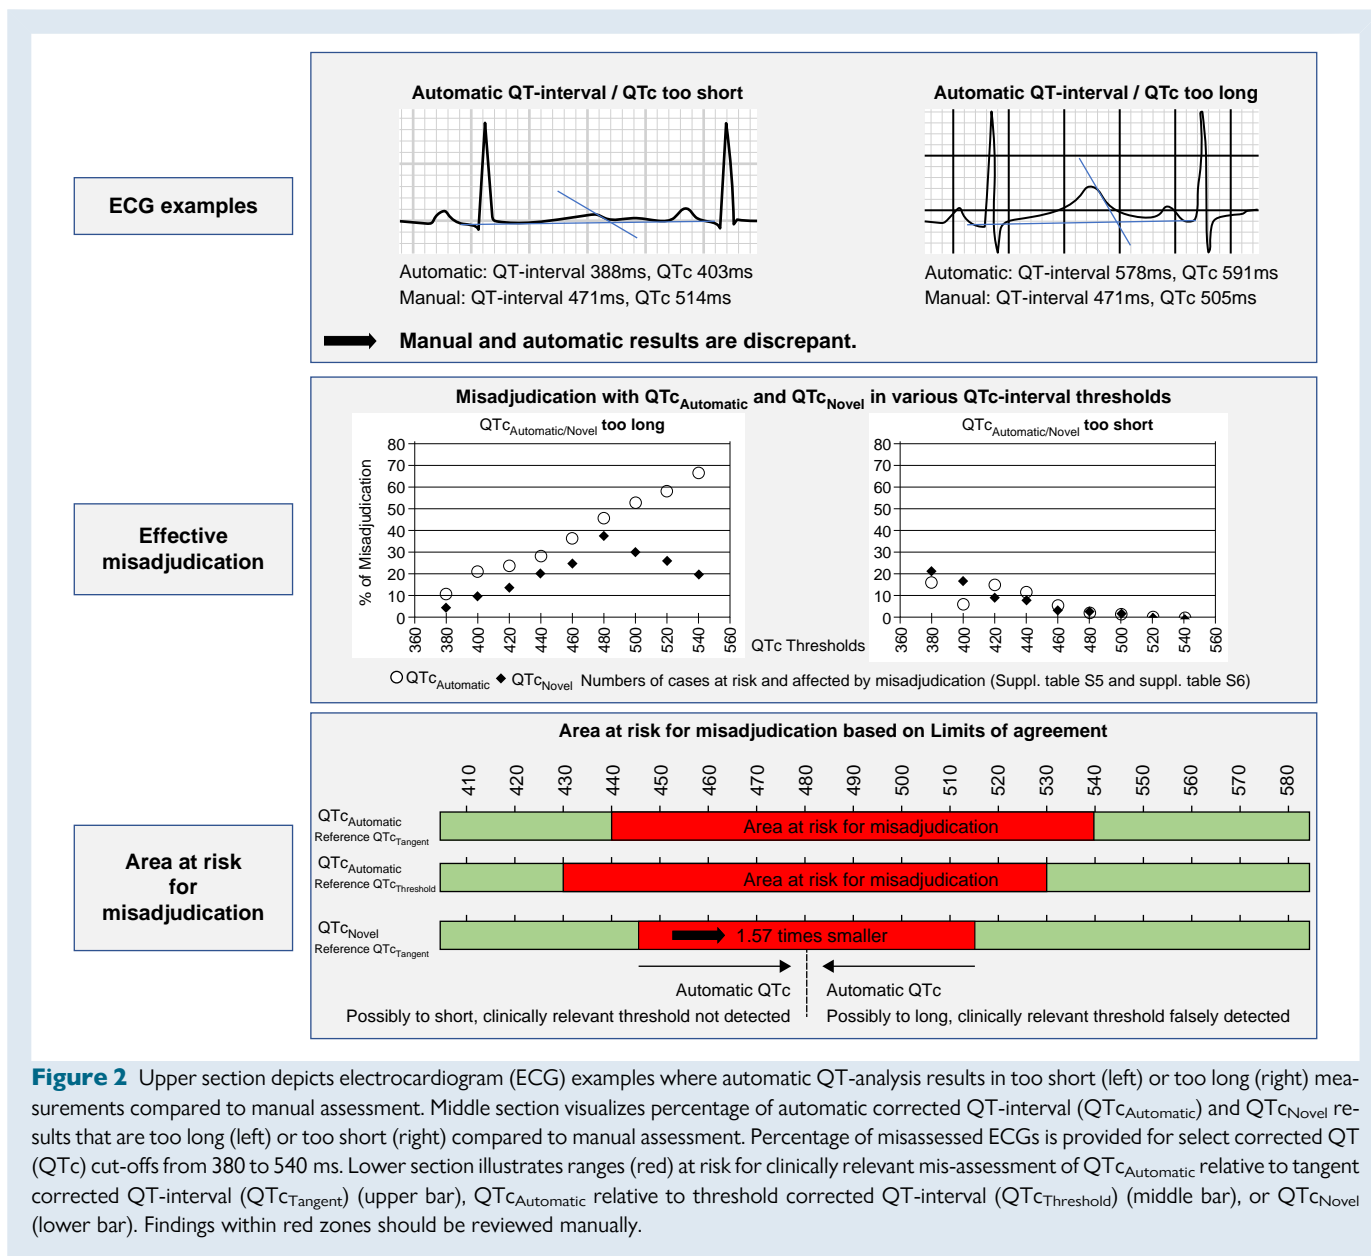 ECG examples
Automatic QT-interval / QTc too short
Automatic: QT-interval 388ms, QTc 403ms
Manual: QT-interval 471ms, QTc 514ms
Automatic QT-interval / QTc too long
Automatic: QT-interval 578ms, QTc 591ms
Manual: QT-interval 471ms, QTc 505ms
Manual and automatic results are discrepant.
Effective
misadjudication
Misadjudication with QTcAutomatic and QTcNovel in various QTc-interval thresholds
QTcAutomatic/Novel too long
% of Misadjudication
80
70
60
50
40
30
20
10
0
360 380 400 420 440 460 480 500 520 540 560
QTc Thresholds
QTcAutomatic/Novel too short
80
70
60
50
40
30
20
10
0
360 380 400 420 440 460 480 500 520 540 560
QTcAutomatic QTcNovel Numbers of cases at risk and affected by misadjudication (Suppl. table S5 and suppl. table S6)
Area at risk
for
misadjudication
Area at risk for misadjudication based on Limits of agreement
410 420 430 440 450 460 470 480 490 500 510 520 530 540 550 560 570 580
QTcAutomatic
Reference QTcTangent
Area at risk for misadjudication
QTcAutomatic
Reference QTcThreshold
Area at risk for misadjudication
QTcNovel
Reference QTcTangent
1.57 times smaller
Automatic QTc
Automatic QTc
Possibly to short, clinically relevant threshold not detected
Possibly to long, clinically relevant threshold falsely detected
Figure 2 Upper section depicts electrocardiogram (ECG) examples where automatic QT-analysis results in too short (left) or too long (right) mea-
surements compared to manual assessment. Middle section visualizes percentage of automatic corrected QT-interval (QTcAutomatic) and QTcNovel re-
sults that are too long (left) or too short (right) compared to manual assessment. Percentage of misassessed ECGs is provided for select corrected QT
(QTc) cut-offs from 380 to 540 ms. Lower section illustrates ranges (red) at risk for clinically relevant mis-assessment of QTcAutomatic relative to tangent
corrected QT-interval (QTcTangent) (upper bar), QTcAutomatic relative to threshold corrected QT-interval (QTcThreshold) (middle bar), or QTcNovel
(lower bar). Findings within red zones should be reviewed manually.